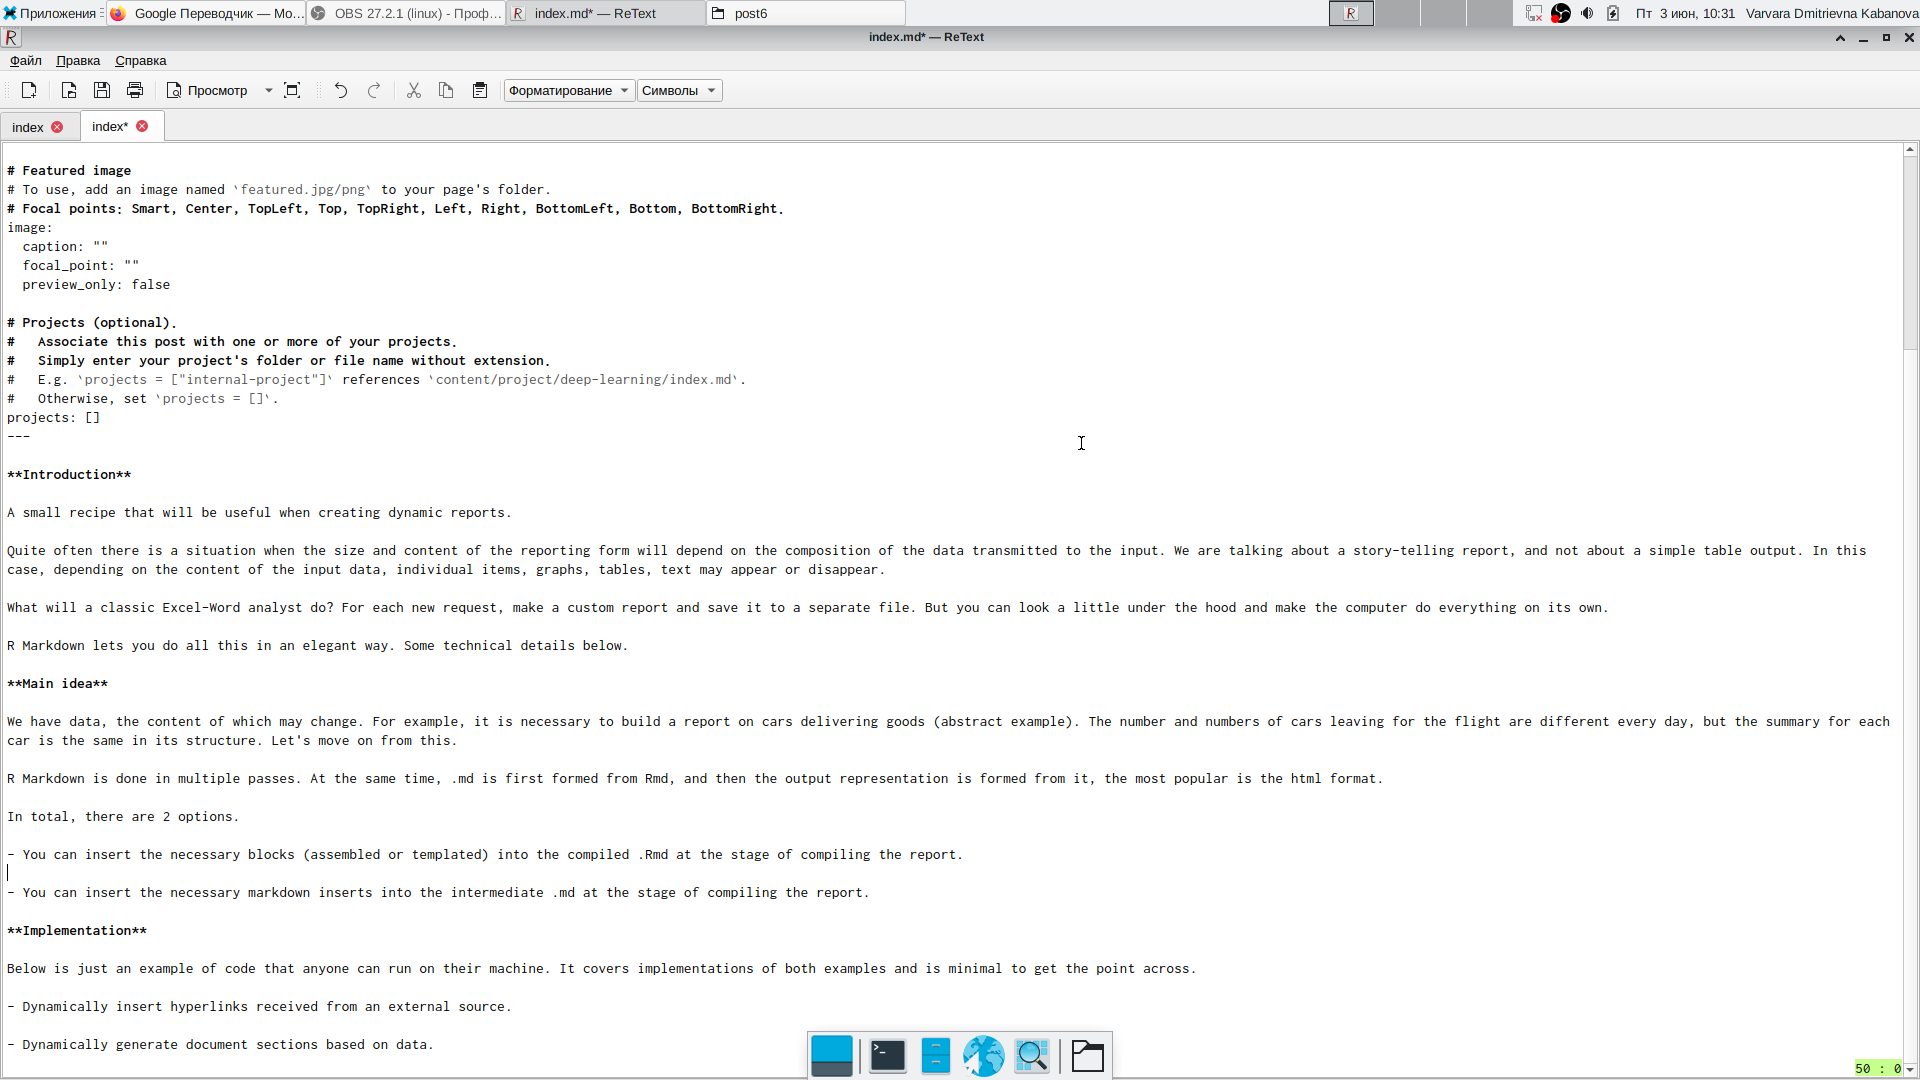 Приложения Google Переводчик — Mo... OBS 27.2.1 (linux) - Проф... index.md* — ReText post6 Пт 3 июн, 10:31 Varvara Dmitrievna Kabanova
index.md* — ReText
Файл Правка Справка
Просмотр Форматирование Символы
index index*
# Featured image
# To use, add an image named `featured.jpg/png` to your page's folder.
# Focal points: Smart, Center, TopLeft, Top, TopRight, Left, Right, BottomLeft, Bottom, BottomRight.
image:
  caption: ""
  focal_point: ""
  preview_only: false
# Projects (optional).
#   Associate this post with one or more of your projects.
#   Simply enter your project's folder or file name without extension.
#   E.g. `projects = ["internal-project"]` references `content/project/deep-learning/index.md`.
#   Otherwise, set `projects = []`.
projects: []
---
**Introduction**
A small recipe that will be useful when creating dynamic reports.
Quite often there is a situation when the size and content of the reporting form will depend on the composition of the data transmitted to the input. We are talking about a story-telling report, and not about a simple table output. In this
case, depending on the content of the input data, individual items, graphs, tables, text may appear or disappear.
What will a classic Excel-Word analyst do? For each new request, make a custom report and save it to a separate file. But you can look a little under the hood and make the computer do everything on its own.
R Markdown lets you do all this in an elegant way. Some technical details below.
**Main idea**
We have data, the content of which may change. For example, it is necessary to build a report on cars delivering goods (abstract example). The number and numbers of cars leaving for the flight are different every day, but the summary for each
car is the same in its structure. Let's move on from this.
R Markdown is done in multiple passes. At the same time, .md is first formed from Rmd, and then the output representation is formed from it, the most popular is the html format.
In total, there are 2 options.
- You can insert the necessary blocks (assembled or templated) into the compiled .Rmd at the stage of compiling the report.
- You can insert the necessary markdown inserts into the intermediate .md at the stage of compiling the report.
**Implementation**
Below is just an example of code that anyone can run on their machine. It covers implementations of both examples and is minimal to get the point across.
- Dynamically insert hyperlinks received from an external source.
- Dynamically generate document sections based on data.
50 : 0